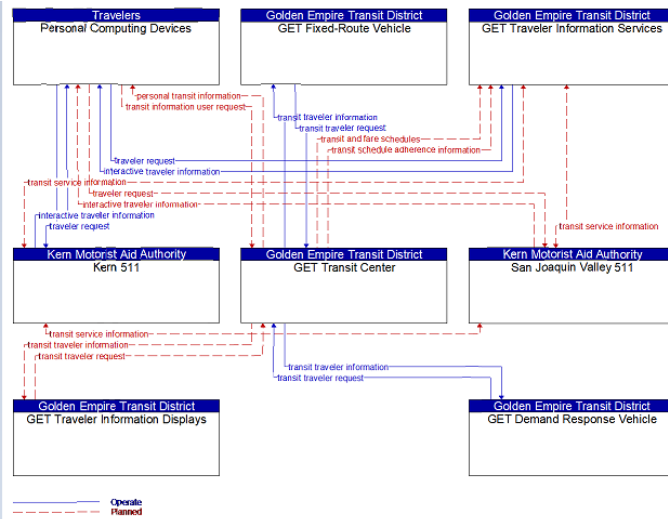 Travelers
Personal Computing Devices
Golden Empire Transit District
GET Fixed-Route Vehicle
Golden Empire Transit District
GET Traveler Information Services
personal transit information
transit information user request
transit traveler information
transit traveler request
transit and fare schedules
transit schedule adherence information
traveler request
interactive traveler information
transit service information
traveler request
interactive traveler information
interactive traveller information
traveler request
transit service information
Kern Motorist Aid Authority
Kern 511
Golden Empire Transit District
GET Transit Center
Kern Motorist Aid Authority
San Joaquin Valley 511
transit service information
transit traveler information
transit traveler request
transit traveler information
transit traveler request
Golden Empire Transit District
GET Traveler Information Displays
Golden Empire Transit District
GET Demand Response Vehicle
Operate
Planned